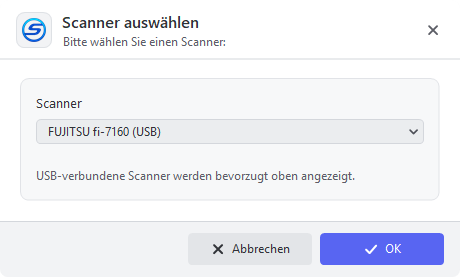 Scanner auswählen
Bitte wählen Sie einen Scanner:
Scanner
FUJITSU fi-7160 (USB)
USB-verbundene Scanner werden bevorzugt oben angezeigt.
Abbrechen
OK